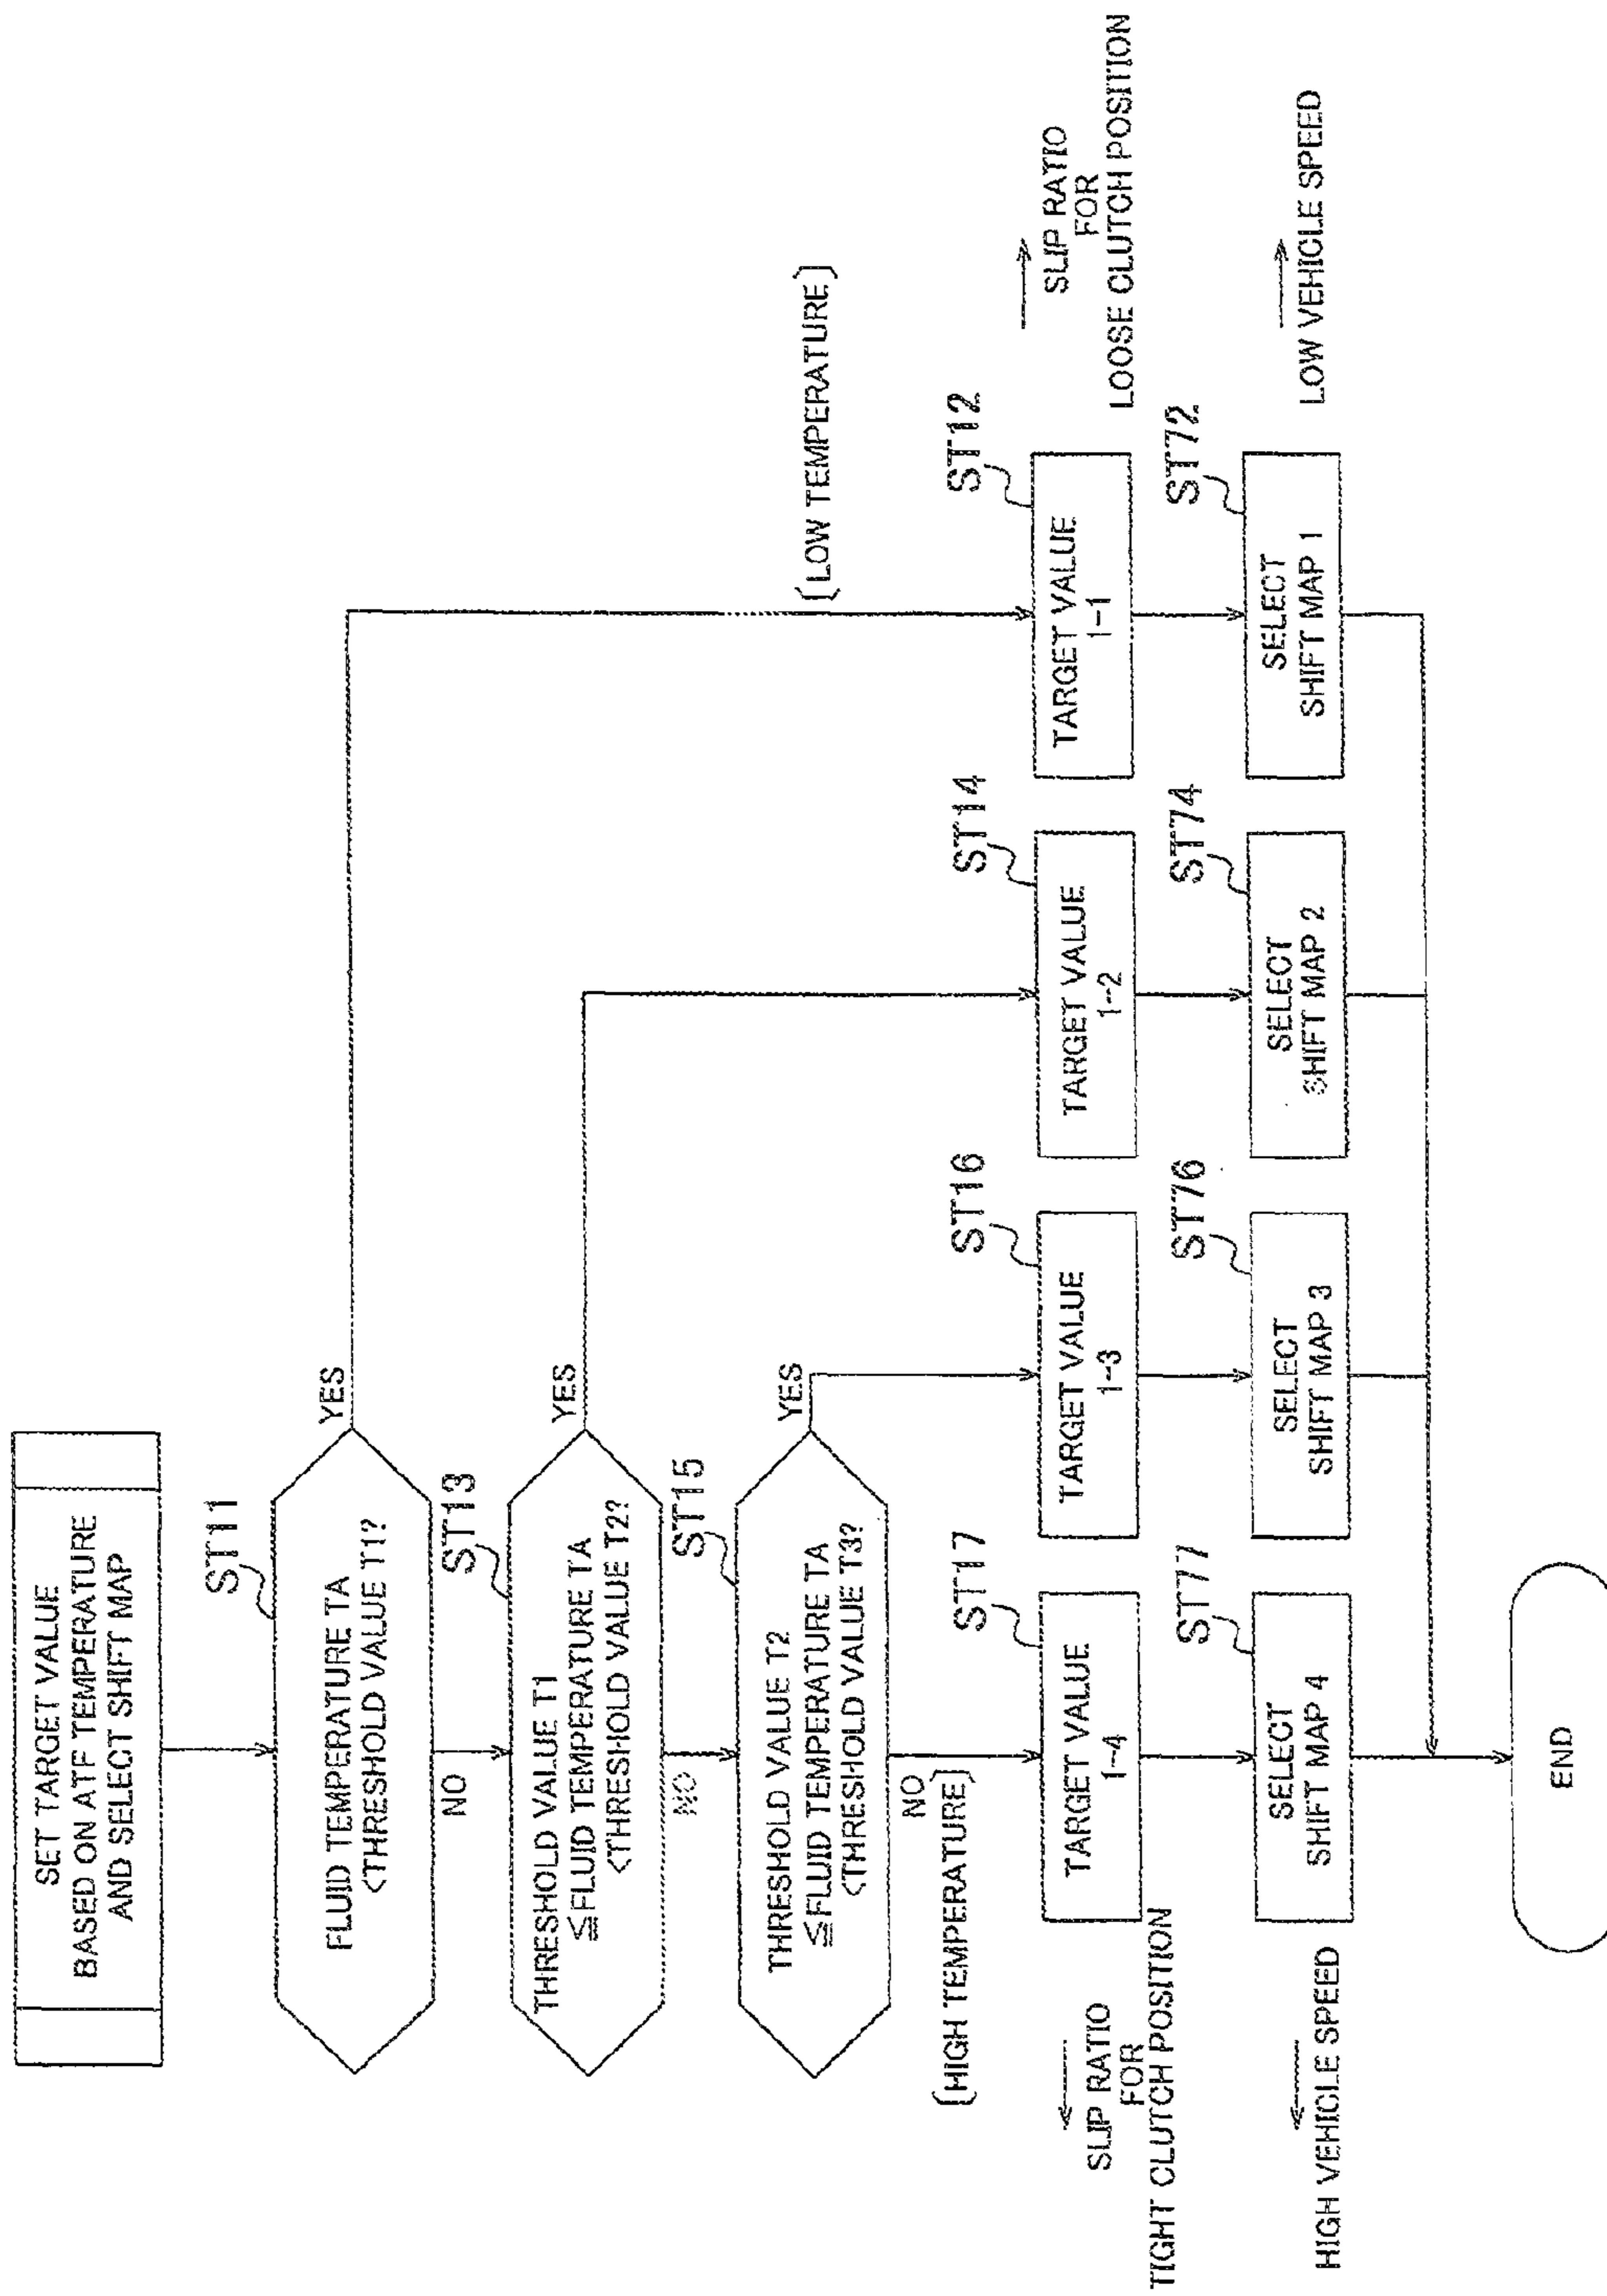 SET TARGET VALUE
BASED ON ATF TEMPERATURE
AND SELECT SHIFT MAP
ST11
FLUID TEMPERATURE TA
<THRESHOLD VALUE T1?
YES
NO
ST13
THRESHOLD VALUE T1
≦FLUID TEMPERATURE TA
<THRESHOLD VALUE T2?
YES
NO
ST15
THRESHOLD VALUE T2
≦FLUID TEMPERATURE TA
<THRESHOLD VALUE T3?
YES
NO
[HIGH TEMPERATURE]
[LOW TEMPERATURE]
←
SLIP RATIO
FOR
TIGHT CLUTCH POSITION
ST17
TARGET VALUE
1-4
ST16
TARGET VALUE
1-3
ST14
TARGET VALUE
1-2
ST12
TARGET VALUE
1-1
→
SLIP RATIO
FOR
LOOSE CLUTCH POSITION
←
HIGH VEHICLE SPEED
ST77
SELECT
SHIFT MAP 4
ST76
SELECT
SHIFT MAP 3
ST74
SELECT
SHIFT MAP 2
ST72
SELECT
SHIFT MAP 1
→
LOW VEHICLE SPEED
END